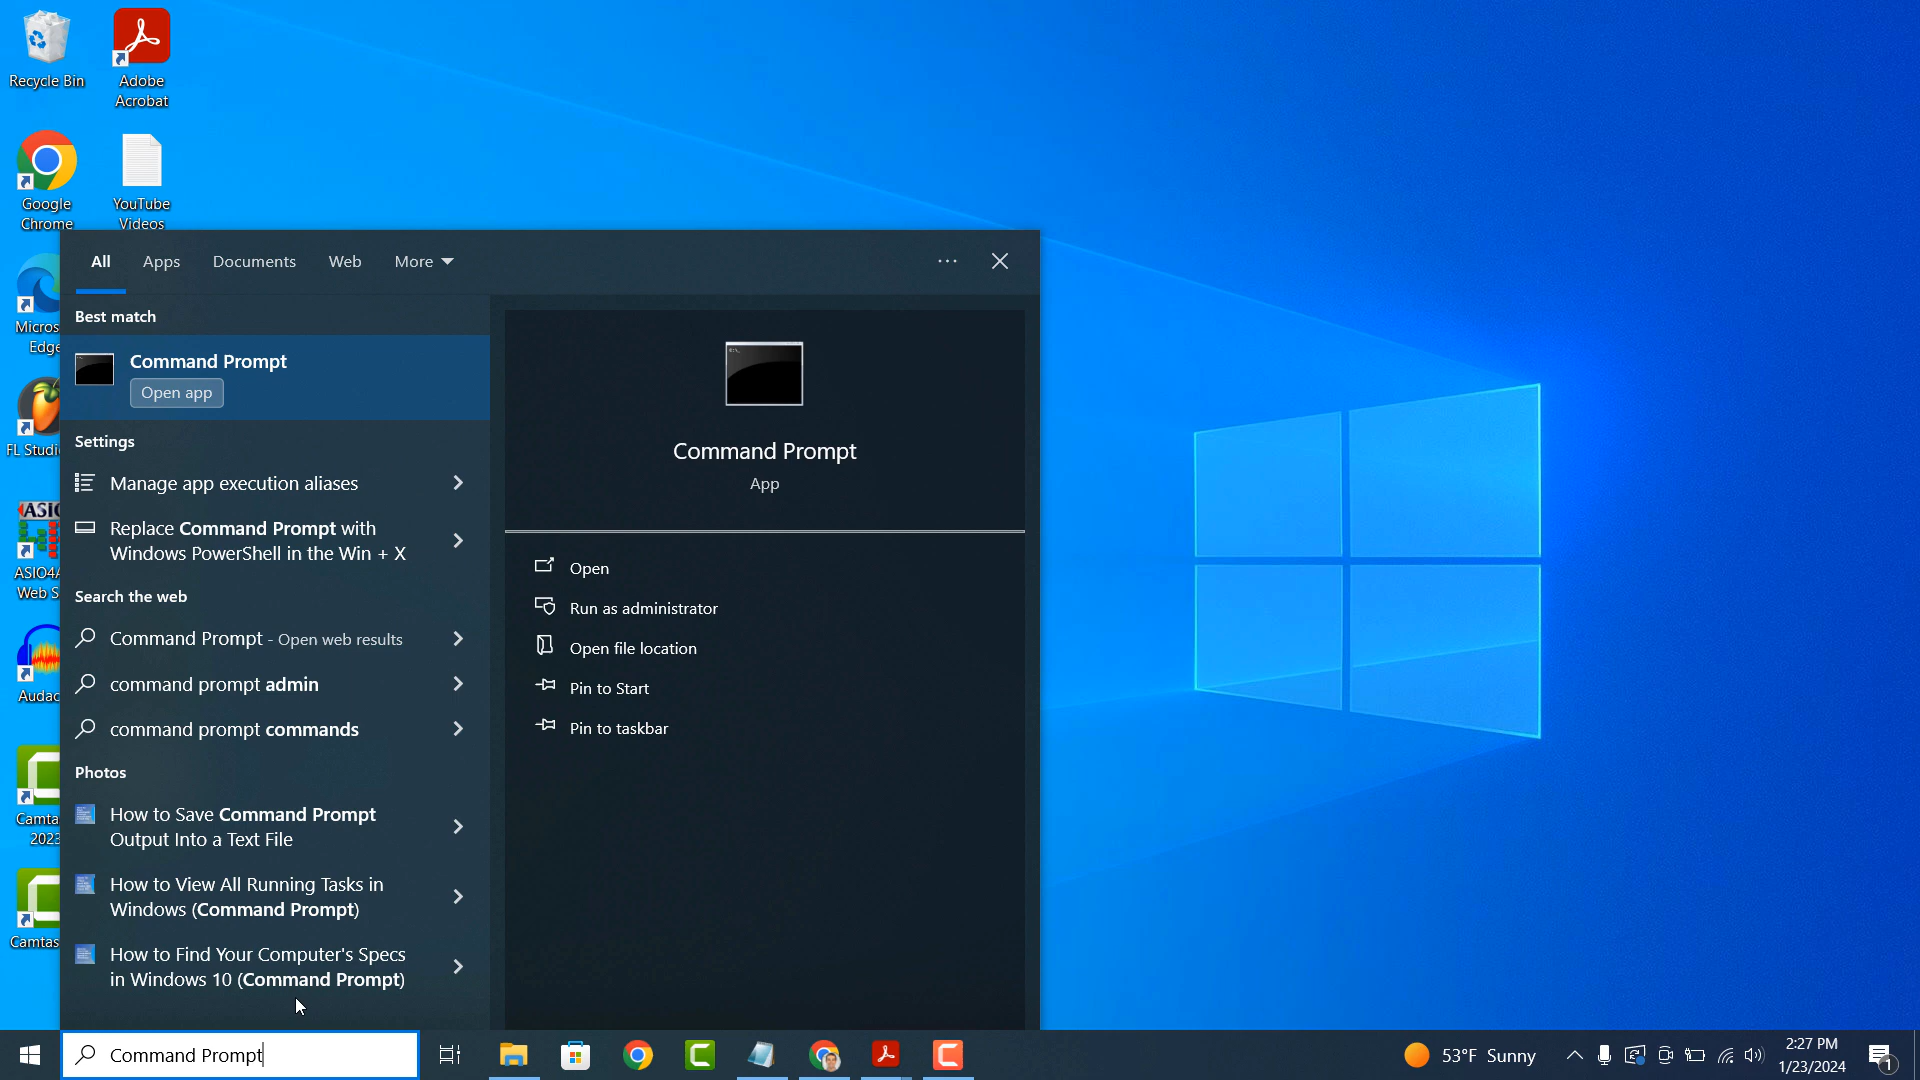 Recycle Bin
Adobe
Acrobat
Google
Chrome
YouTube
Videos
Micros
Edge
FL Studi
ASIO
ASIO4A
Web S
Audac
Camta
2023
Camtas
All
Apps
Documents
Web
More
Best match
Command Prompt
Open app
Settings
Manage app execution aliases
Replace Command Prompt with
Windows PowerShell in the Win + X
Search the web
Command Prompt - Open web results
command prompt admin
command prompt commands
Photos
How to Save Command Prompt
Output Into a Text File
How to View All Running Tasks in
Windows (Command Prompt)
How to Find Your Computer's Specs
in Windows 10 (Command Prompt)
Command Prompt
App
Open
Run as administrator
Open file location
Pin to Start
Pin to taskbar
Command Prompt
53°F Sunny
2:27 PM
1/23/2024
1